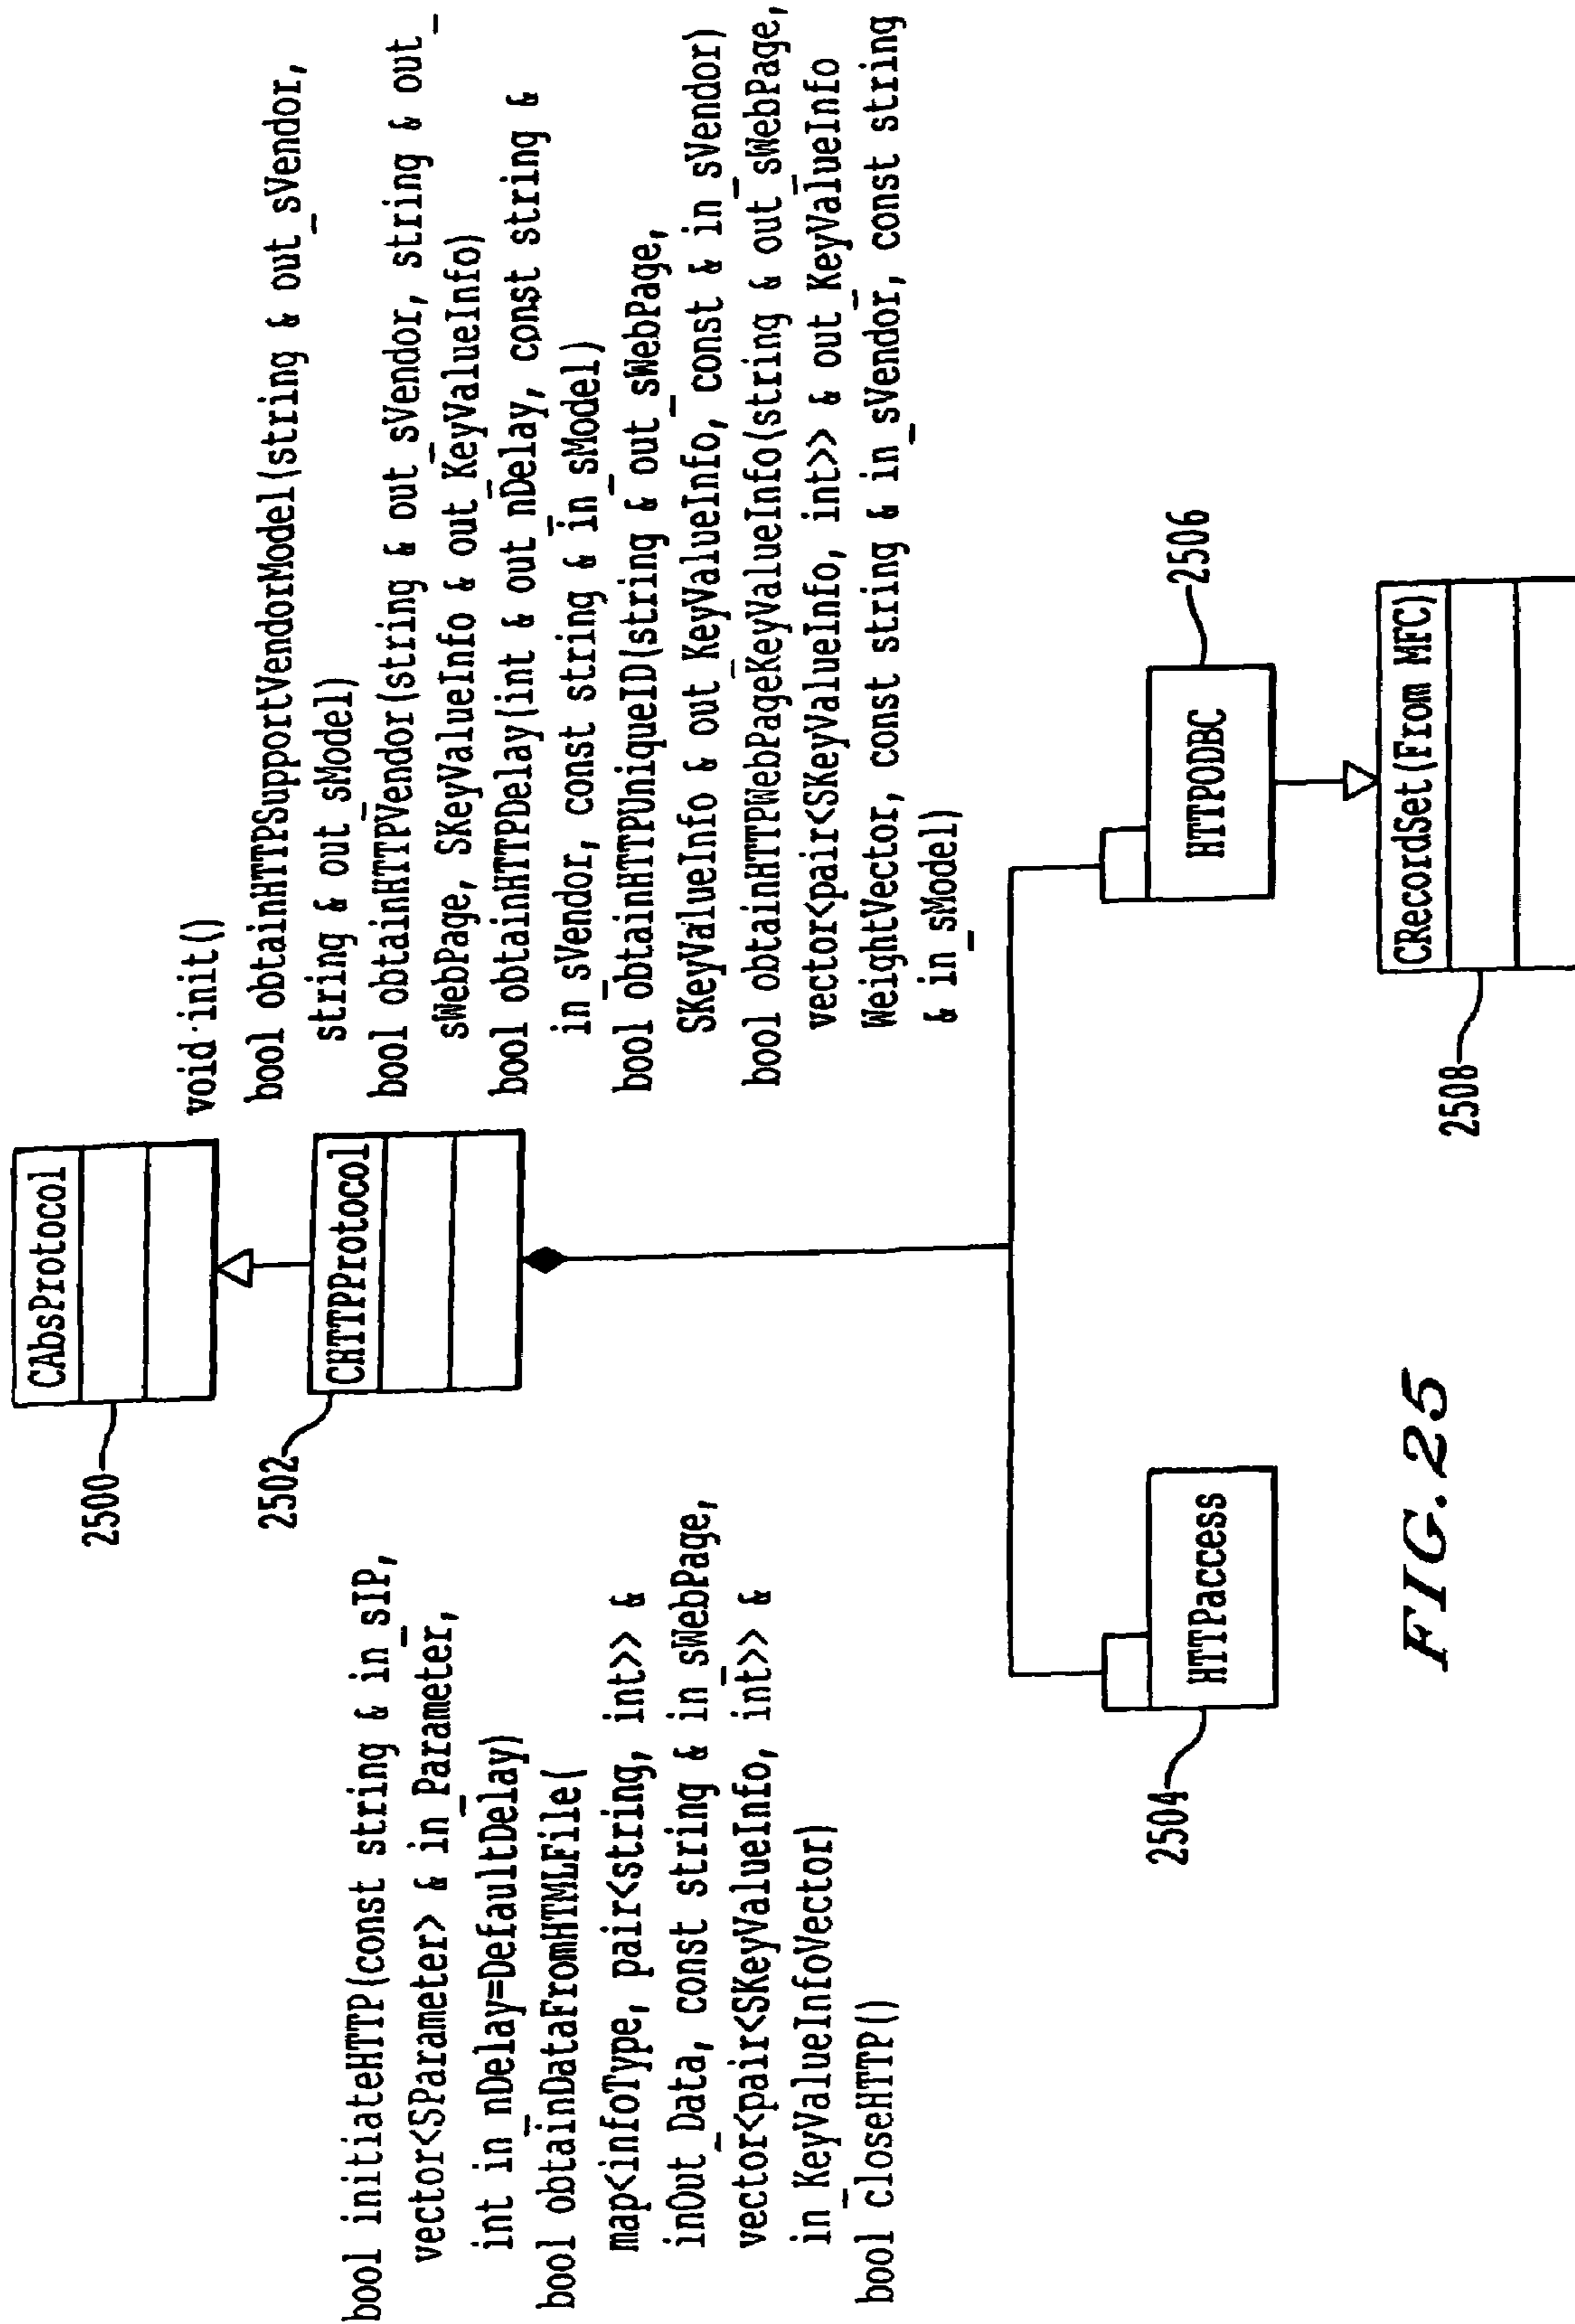 CAbsProtocol
2500
void init()
CHTTPProtocol
2502
bool obtainHTTPSupportVendorModel(string & out_sVendor,
string & out sModel)
bool obtainHTTPVendor(string & out_sVendor, string & out_
sWebPage, SKeyValueInfo & out_KeyValueInfo)
bool obtainHTTPDelay(int & out_nDelay, const string &
in_sVendor, const string & in_sModel)
bool obtainHTTPUniqueID(string & out_sWebPage,
SKeyValueInfo & out_KeyValueInfo, const & in_sVendor)
bool obtainHTTPWebPageKeyValueInfo(string & out_sWebPage,
vector<pair<SKeyValueInfo, int>> & out_KeyValueInfo
WeightVector, const string & in_sVendor, const string
& in_sModel)
bool initiateHTTP(const string & in_sIP,
vector<SParameter> & in_Parameter,
int in_nDelay=DefaultDelay)
bool obtainDataFromHTMLFile(
map<infoType, pair<string, int>> &
inOut_Data, const string & in_sWebPage,
vector<pair<SKeyValueInfo, int>> &
in_KeyValueInfoVector)
bool closeHTTP()
HTTPaccess
2504
HTTPODBC
2506
CRecordSet(From MFC)
2508
FIG.25